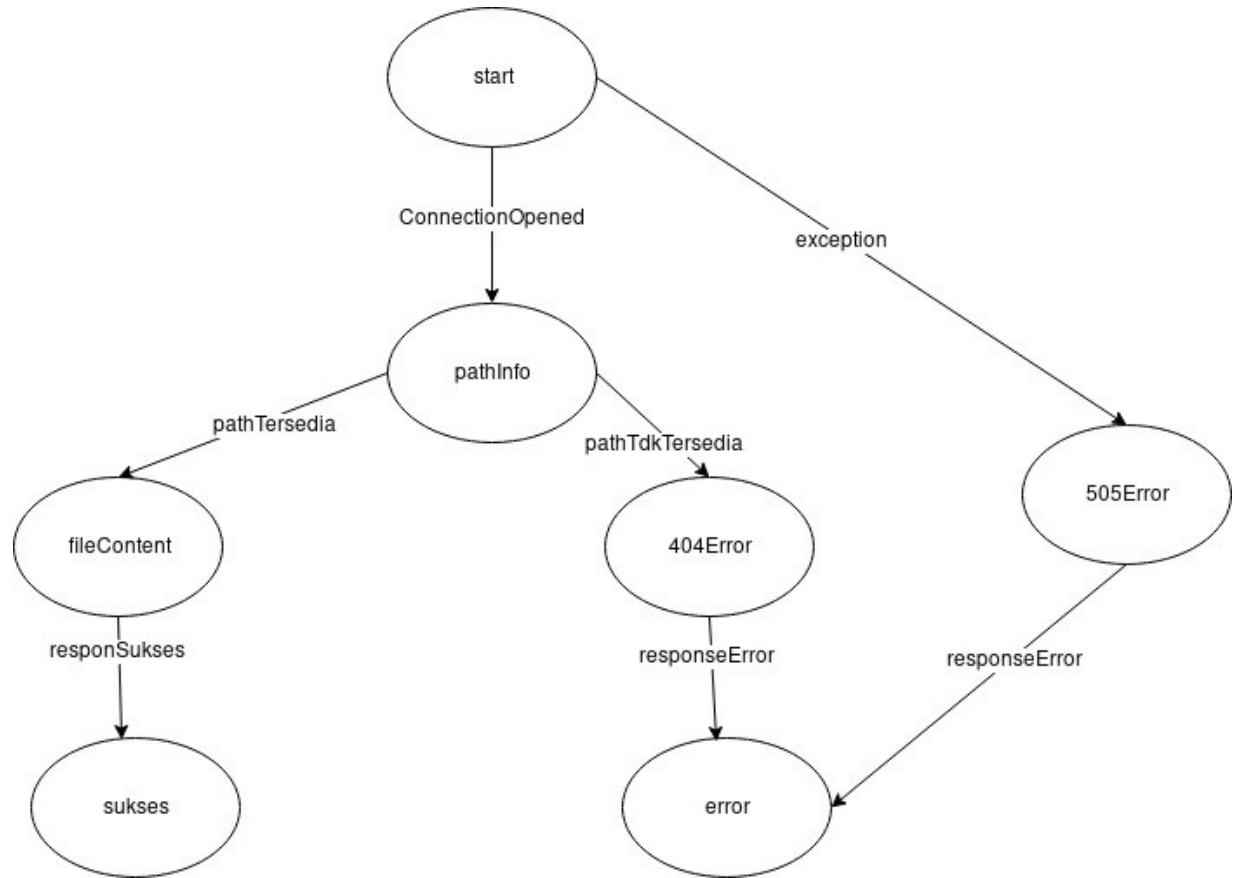 start
ConnectionOpened
exception
pathInfo
pathTersedia
pathTdkTersedia
505Error
fileContent
404Error
responSukses
responseError
responseError
sukses
error